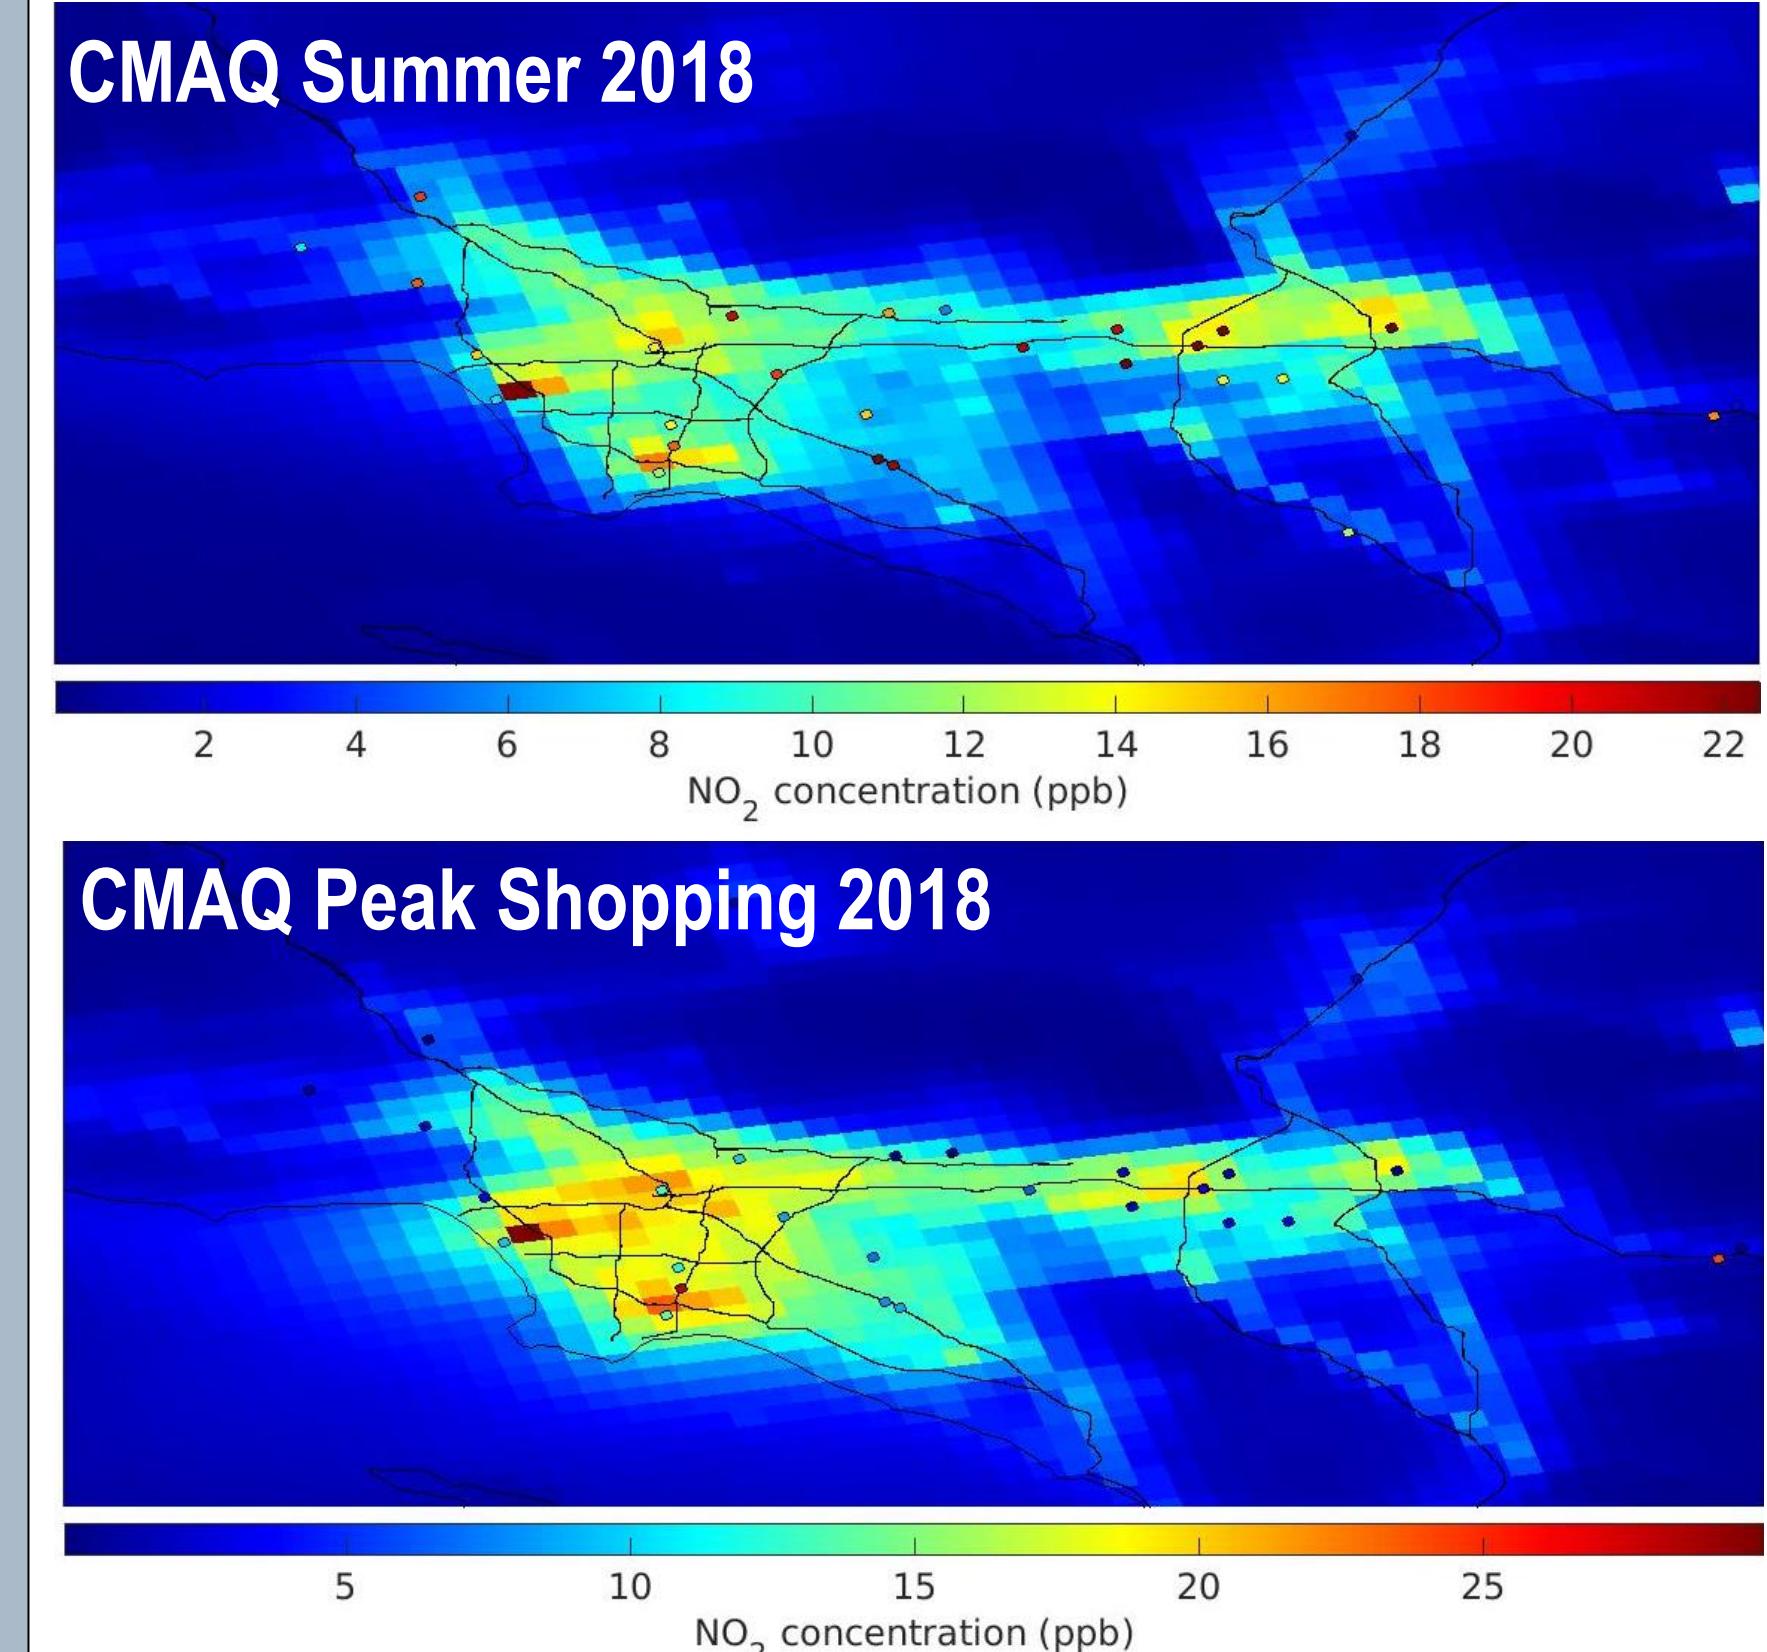 CMAQ Summer 2018
2 4 6 8 10 12 14 16 18 20 22
NO2 concentration (ppb)
CMAQ Peak Shopping 2018
5 10 15 20 25
NO2 concentration (ppb)